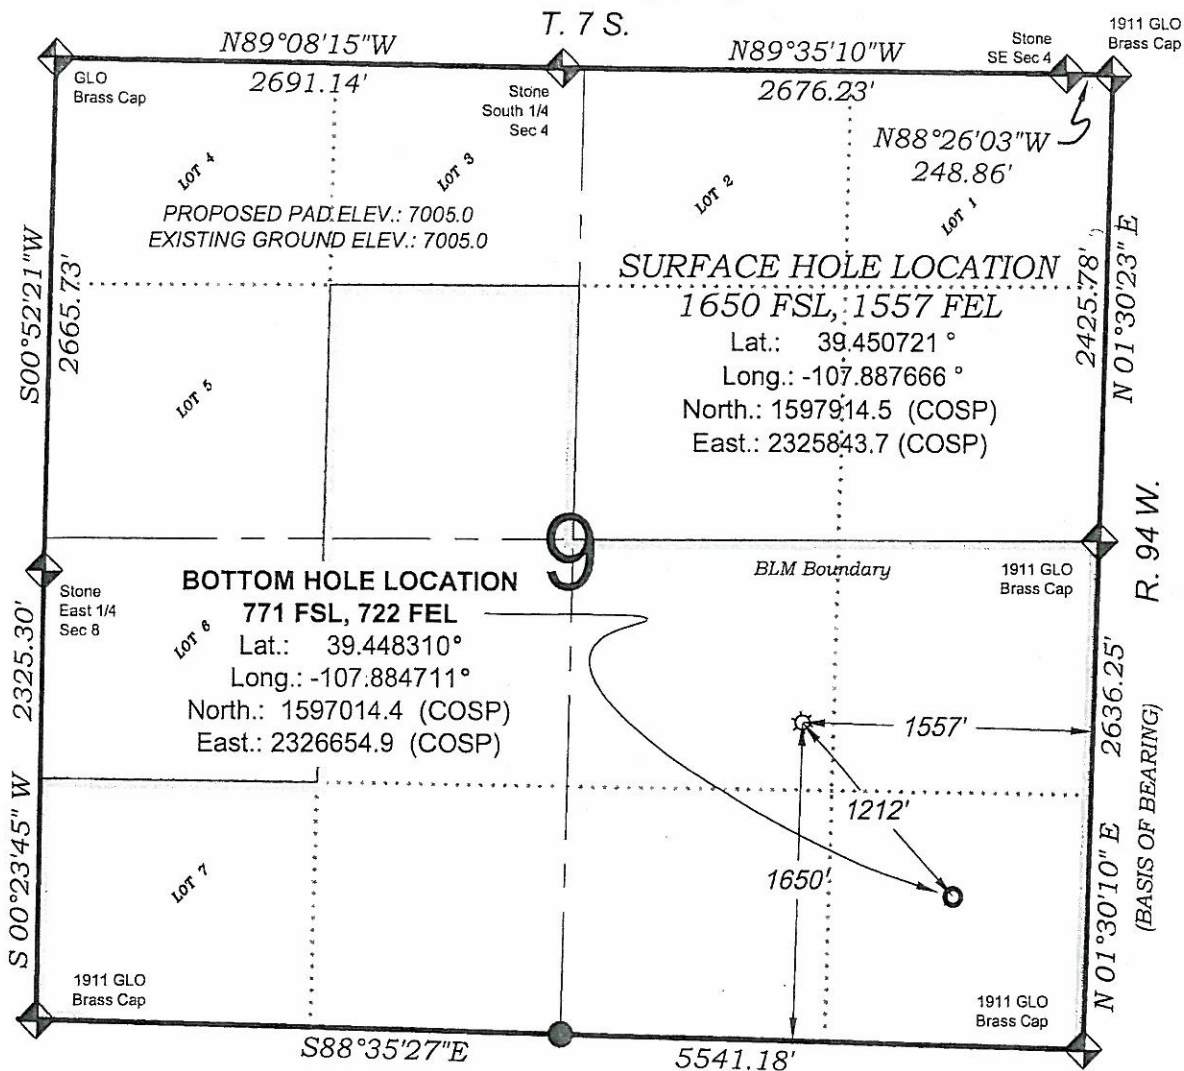 T. 7 S.
N89°08'15"W
2691.14'
N89°35'10"W
2676.23'
1911 GLO
Brass Cap
Stone
SE Sec 4
GLO
Brass Cap
Stone
South 1/4
Sec 4
N88°26'03"W
248.86'
LOT 4
LOT 3
LOT 2
LOT 1
PROPOSED PAD ELEV.: 7005.0
EXISTING GROUND ELEV.: 7005.0
S00°52'21"W
2665.73'
SURFACE HOLE LOCATION
1650 FSL, 1557 FEL
Lat.: 39.450721 °
Long.: -107.887666 °
North.: 1597914.5 (COSP)
East.: 2325843.7 (COSP)
2425.78'
N 01°30'23" E
LOT 5
9
R. 94 W.
BLM Boundary
1911 GLO
Brass Cap
Stone
East 1/4
Sec 8
BOTTOM HOLE LOCATION
771 FSL, 722 FEL
Lat.: 39.448310°
Long.: -107.884711°
North.: 1597014.4 (COSP)
East.: 2326654.9 (COSP)
LOT 6
S 00°23'45" W 2325.30'
1557'
1212'
1650'
2636.25'
N 01°30'10" E
(BASIS OF BEARING)
LOT 7
1911 GLO
Brass Cap
1911 GLO
Brass Cap
S88°35'27"E
5541.18'